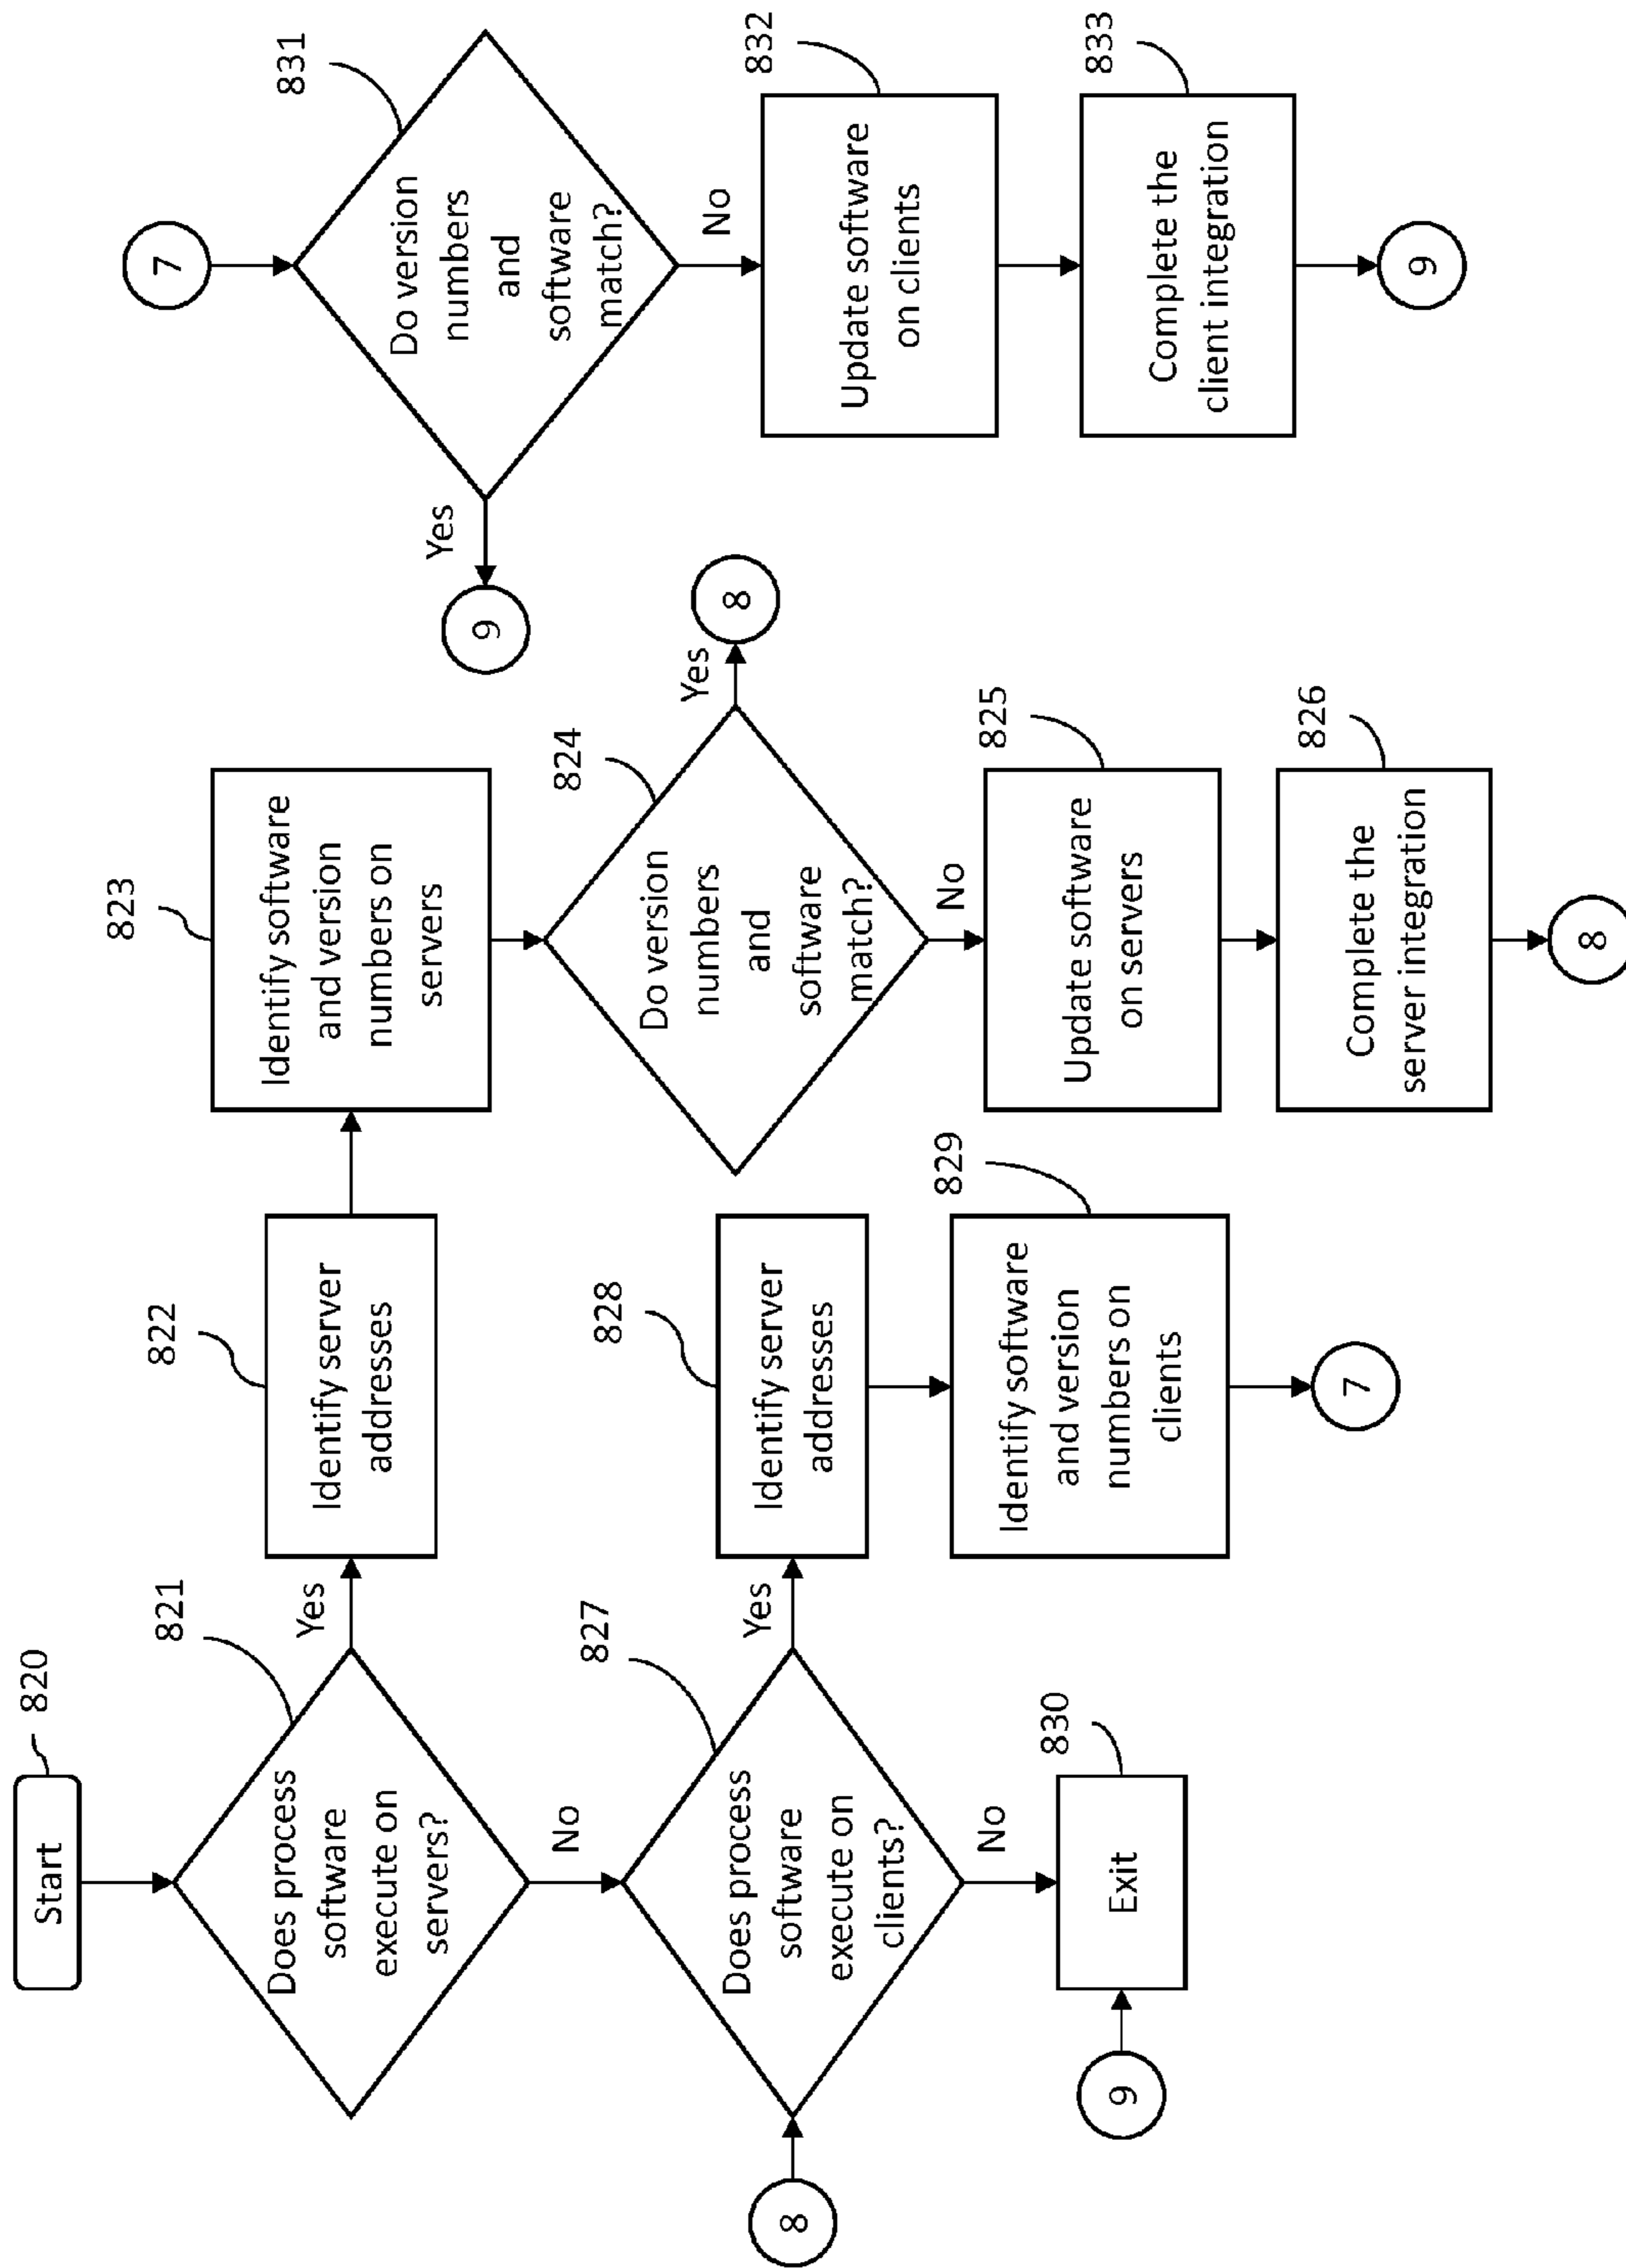 Start
820
Does process
software
execute on
servers?
821
Yes
No
Identify server
addresses
822
Identify software
and version
numbers on
servers
823
Do version
numbers
and
software
match?
824
Yes
8
No
Update software
on servers
825
Complete the
server integration
826
8
8
Does process
software
execute on
clients?
827
Yes
No
Identify server
addresses
828
Identify software
and version
numbers on
clients
829
7
9
Exit
830
7
Do version
numbers
and
software
match?
831
Yes
9
No
Update software
on clients
832
Complete the
client integration
833
9